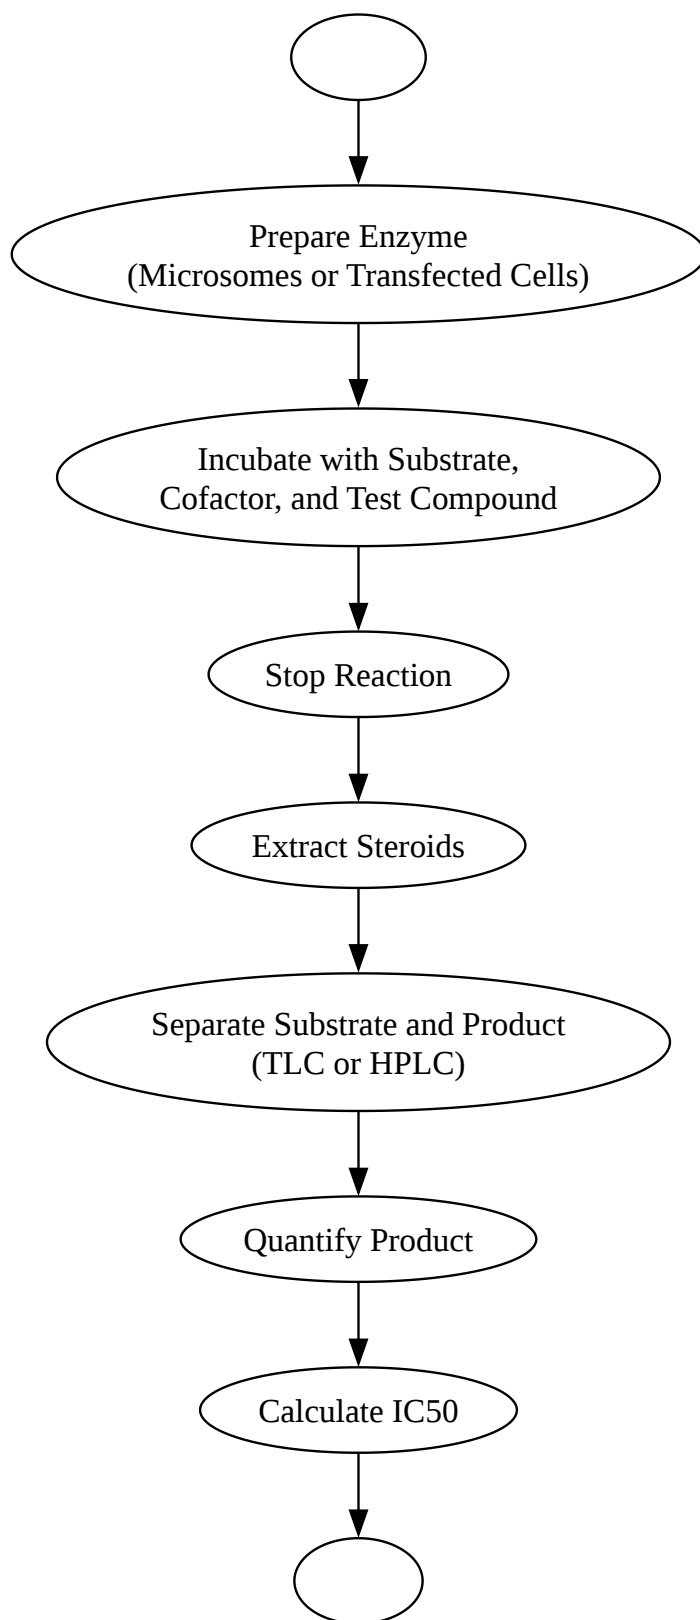 Prepare Enzyme
(Microsomes or Transfected Cells)
Incubate with Substrate,
Cofactor, and Test Compound
Stop Reaction
Extract Steroids
Separate Substrate and Product
(TLC or HPLC)
Quantify Product
Calculate IC50